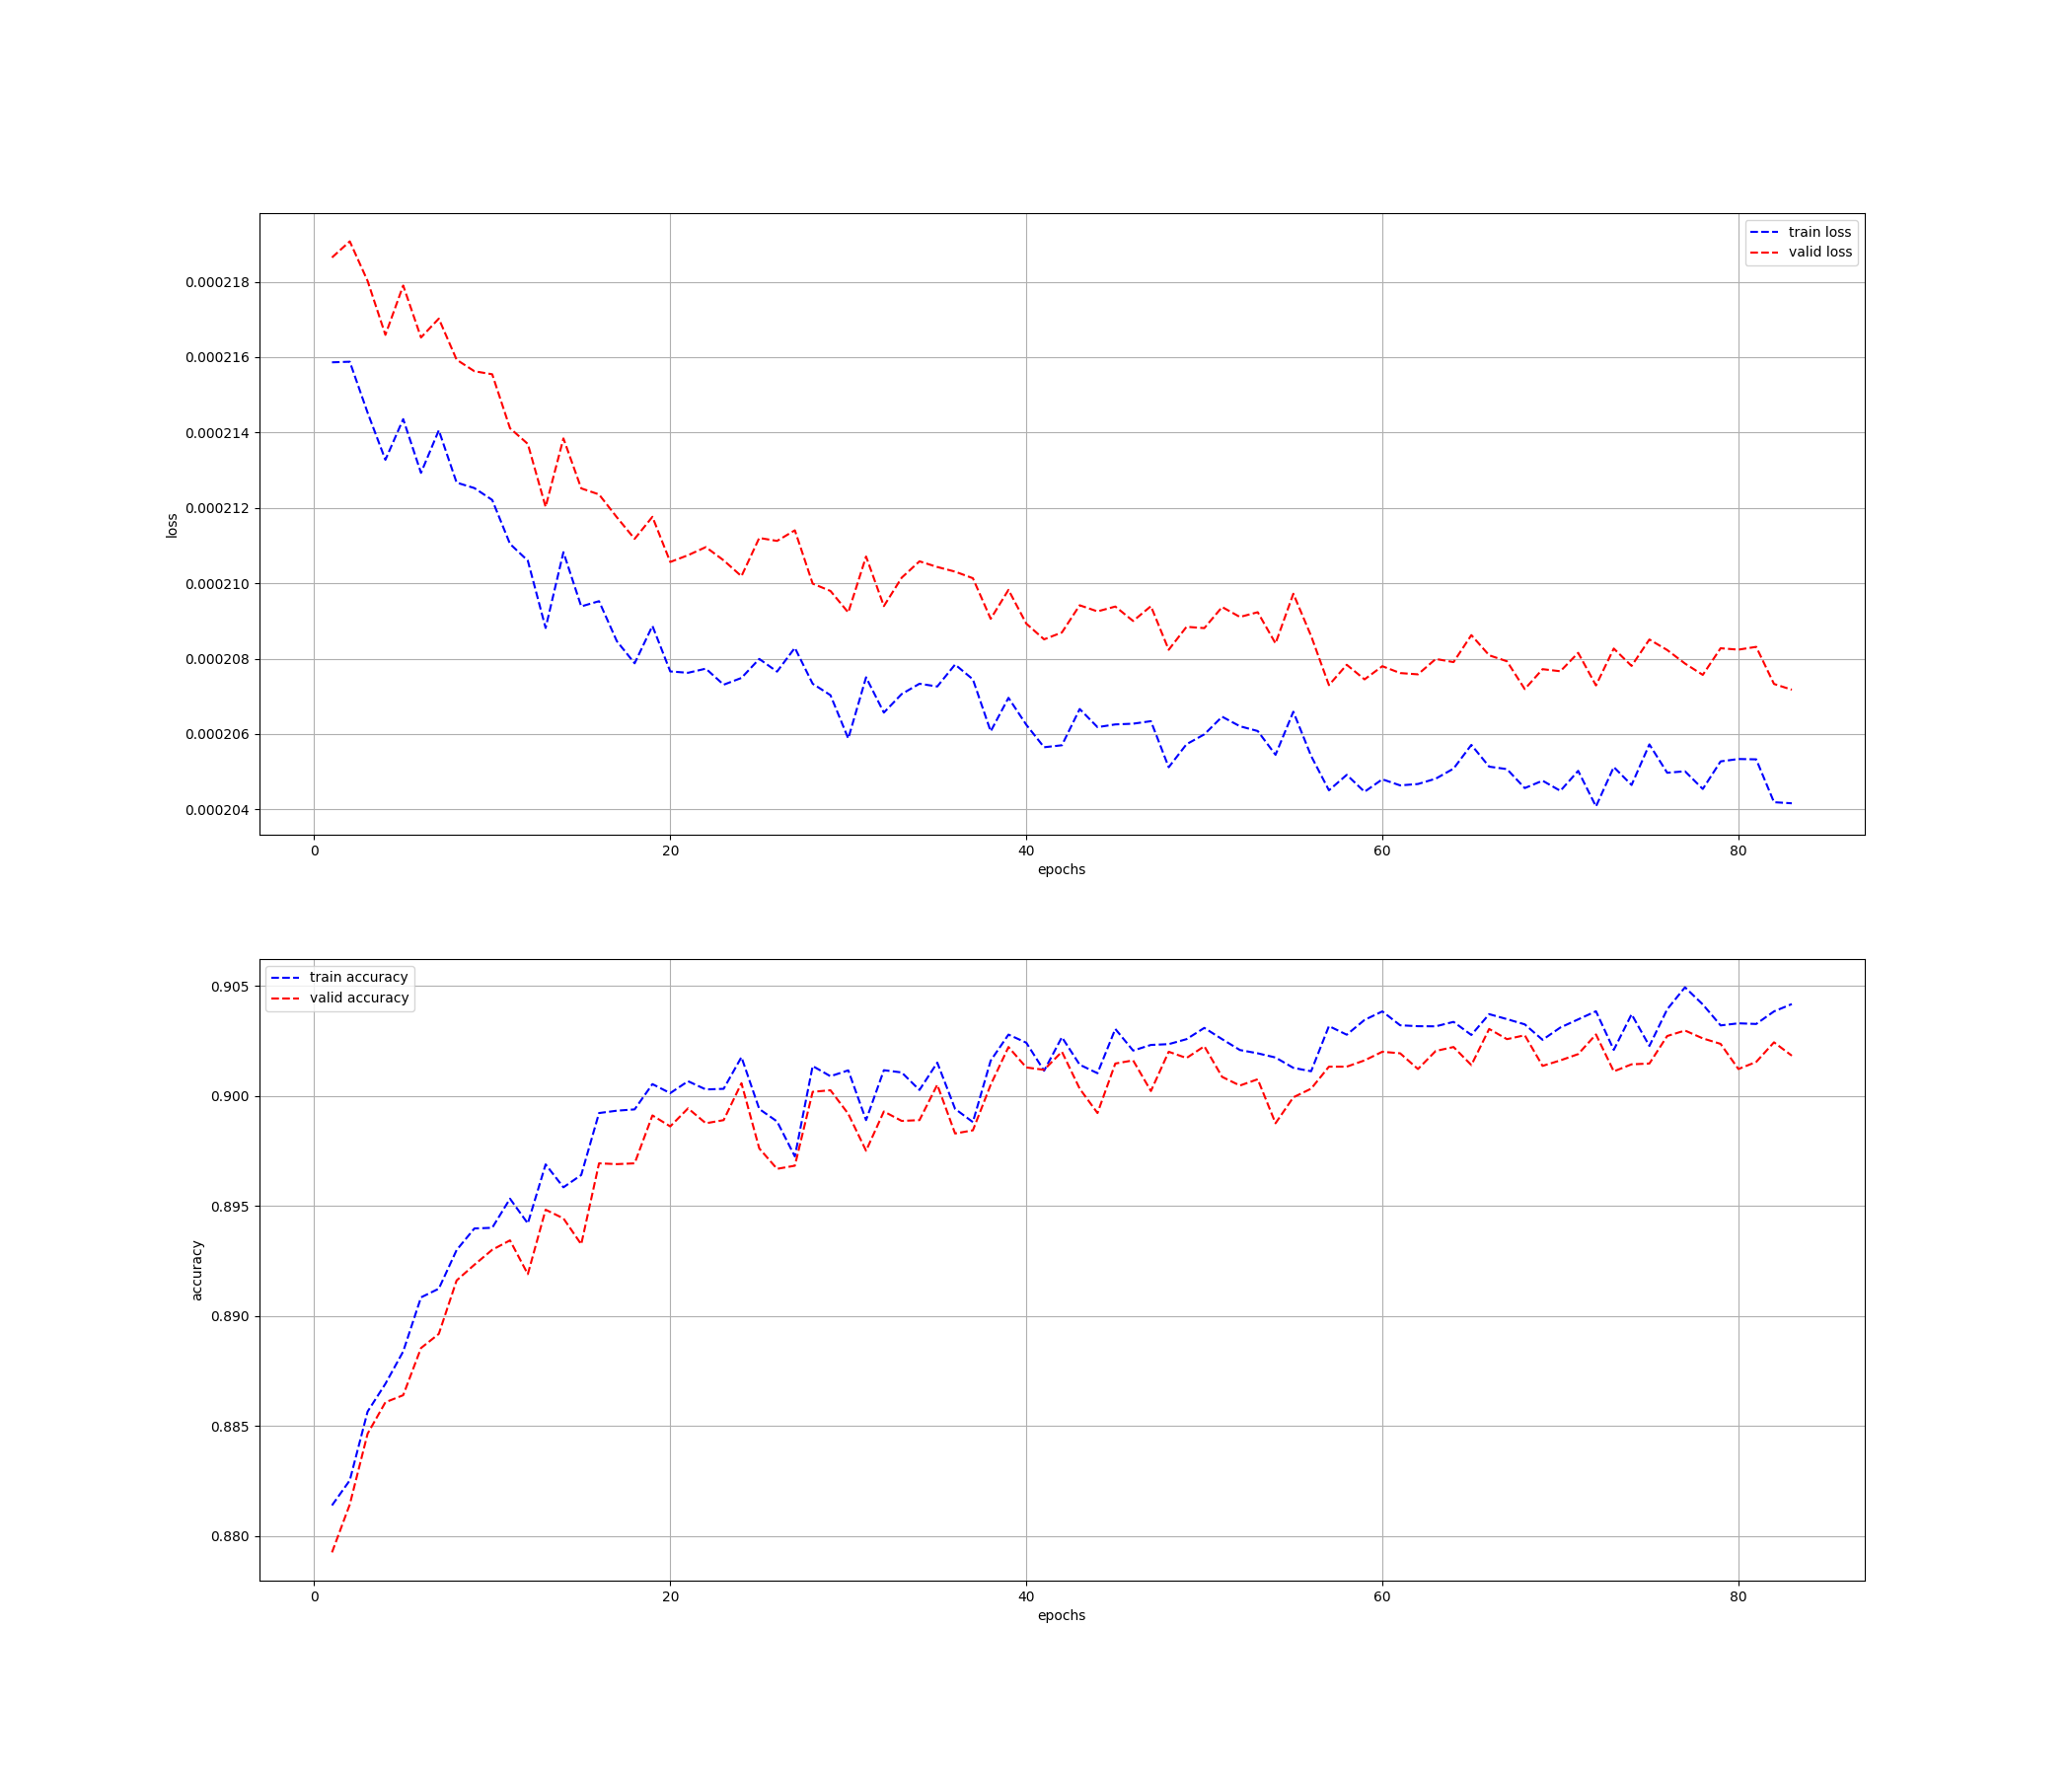 train loss
valid loss
0.000218
0.000216
0.000214
0.000212
0.000210
0.000208
0.000206
0.000204
loss
0 20 40 60 80
epochs
train accuracy
valid accuracy
0.905
0.900
0.895
0.890
0.885
0.880
accuracy
0 20 40 60 80
epochs